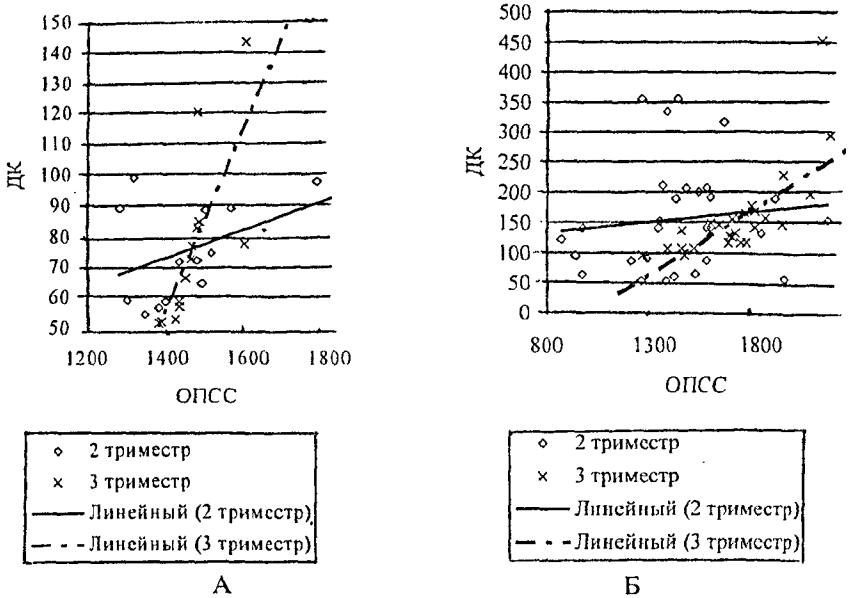 150
140
130
120
110
100
90
80
70
60
50
ДК
1200 1400 1600 1800
ОПСС
2 триместр
3 триместр
Линейный (2 триместр)
Линейный (3 триместр)
А
500
450
400
350
300
250
200
150
100
50
0
ДК
800 1300 1800
ОПСС
2 триместр
3 триместр
Линейный (2 триместр)
Линейный (3 триместр)
Б